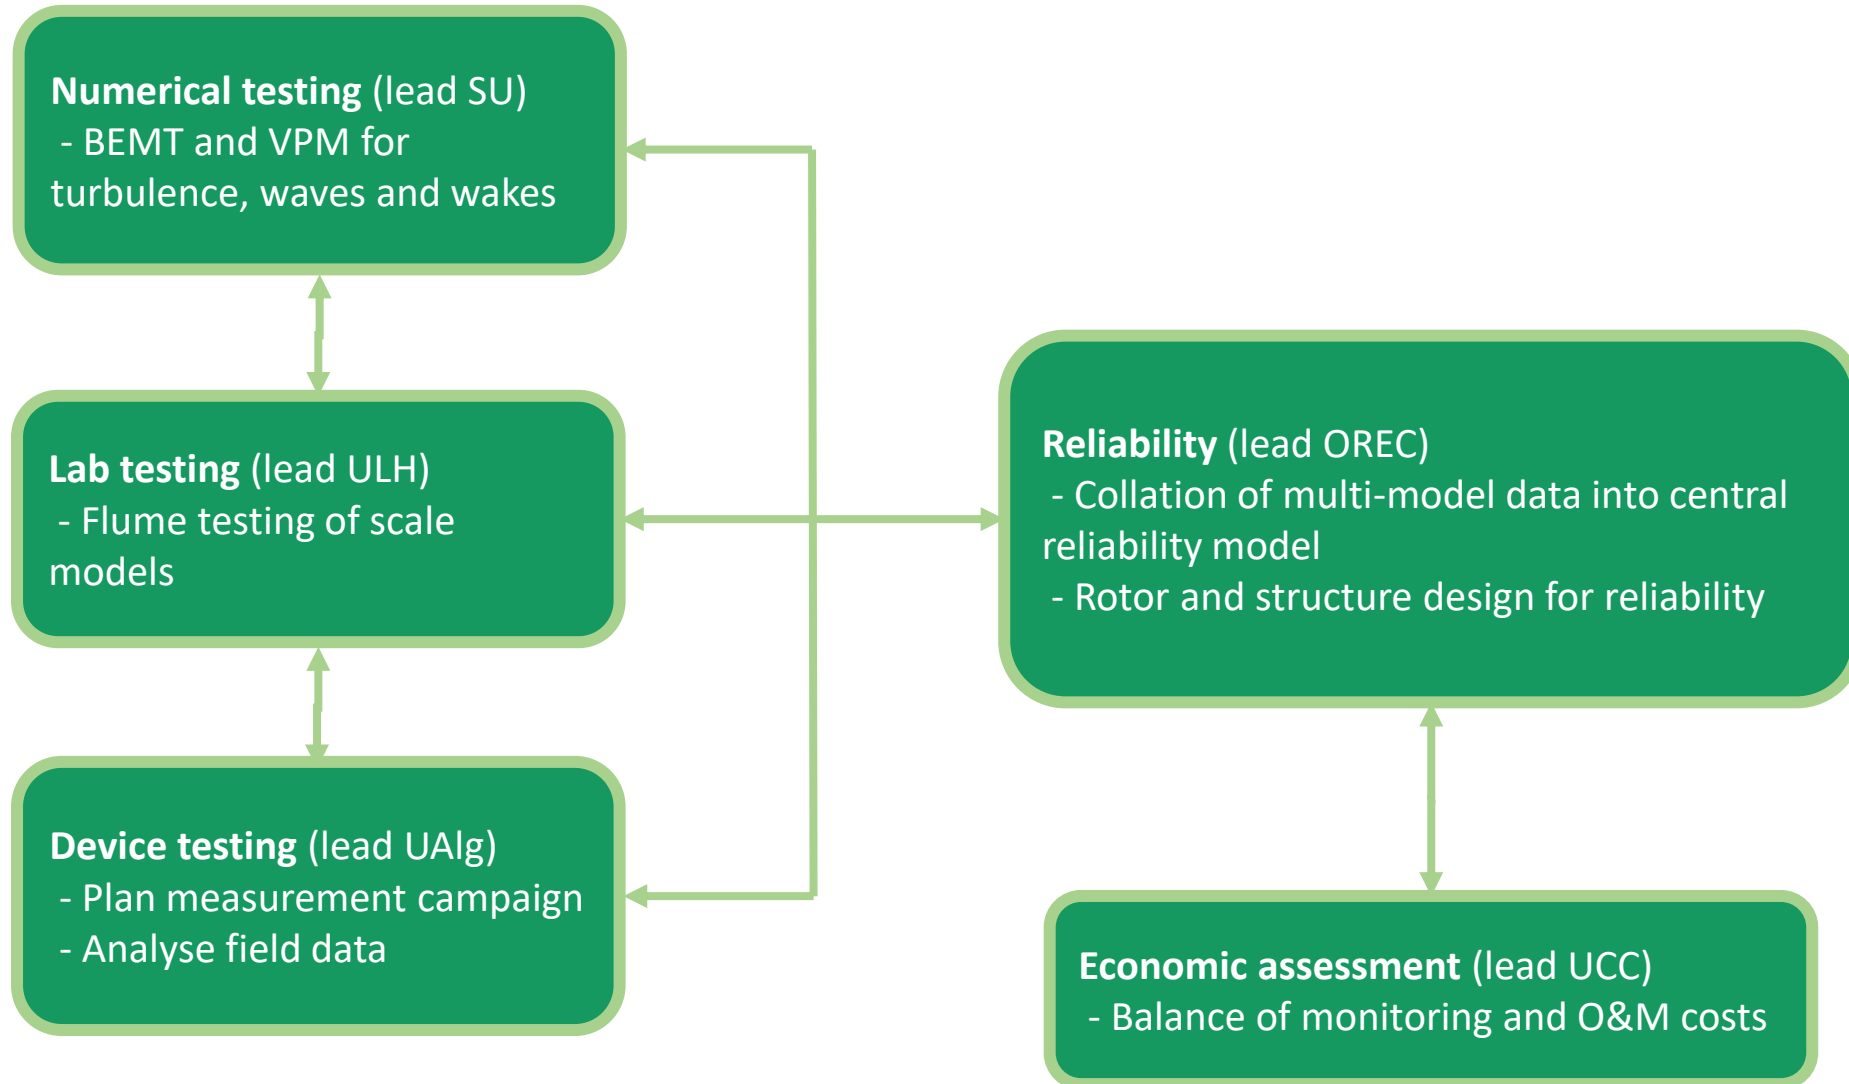 Numerical testing (lead SU)
- BEMT and VPM for
turbulence, waves and wakes
Lab testing (lead ULH)
- Flume testing of scale
models
Device testing (lead UAlg)
- Plan measurement campaign
- Analyse field data
Reliability (lead OREC)
- Collation of multi-model data into central
reliability model
- Rotor and structure design for reliability
Economic assessment (lead UCC)
- Balance of monitoring and O&M costs